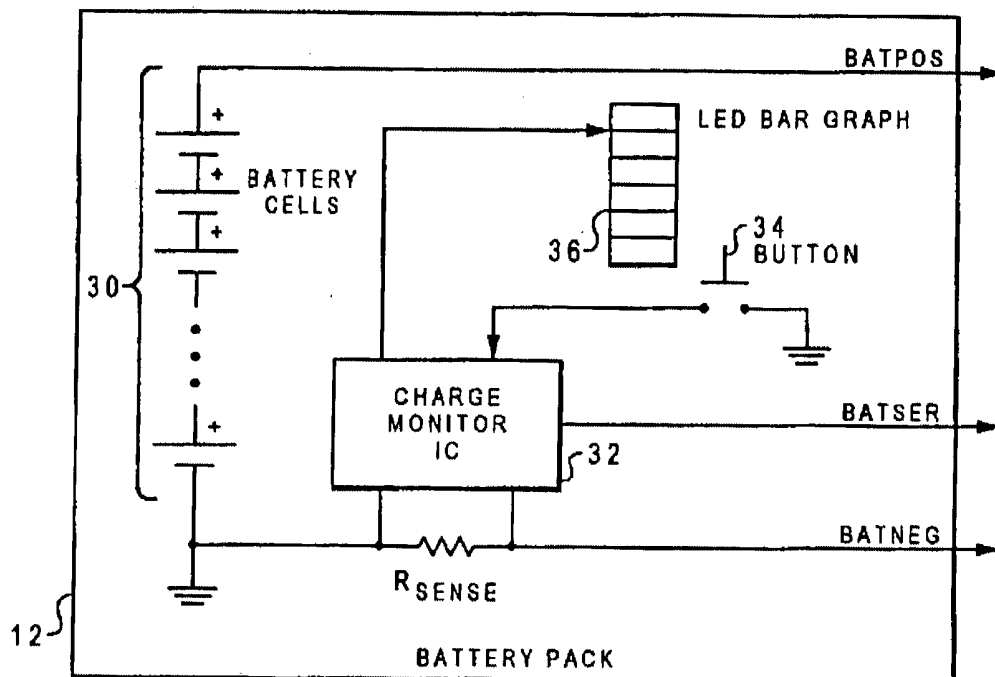 BATPOS
+
LED BAR GRAPH
+
BATTERY
CELLS
+
36
34
BUTTON
30
CHARGE
MONITOR
IC
BATSER
+
32
BATNEG
RSENSE
12
BATTERY PACK